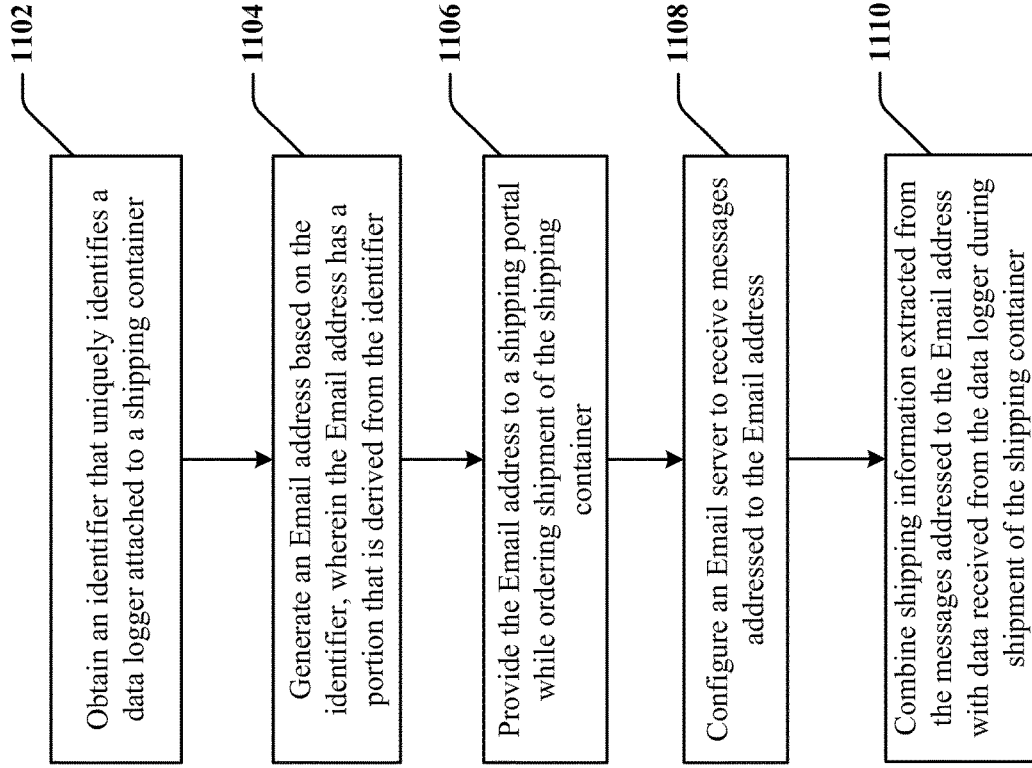 1102
Obtain an identifier that uniquely identifies a
data logger attached to a shipping container
1104
Generate an Email address based on the
identifier, wherein the Email address has a
portion that is derived from the identifier
1106
Provide the Email address to a shipping portal
while ordering shipment of the shipping
container
1108
Configure an Email server to receive messages
addressed to the Email address
1110
Combine shipping information extracted from
the messages addressed to the Email address
with data received from the data logger during
shipment of the shipping container